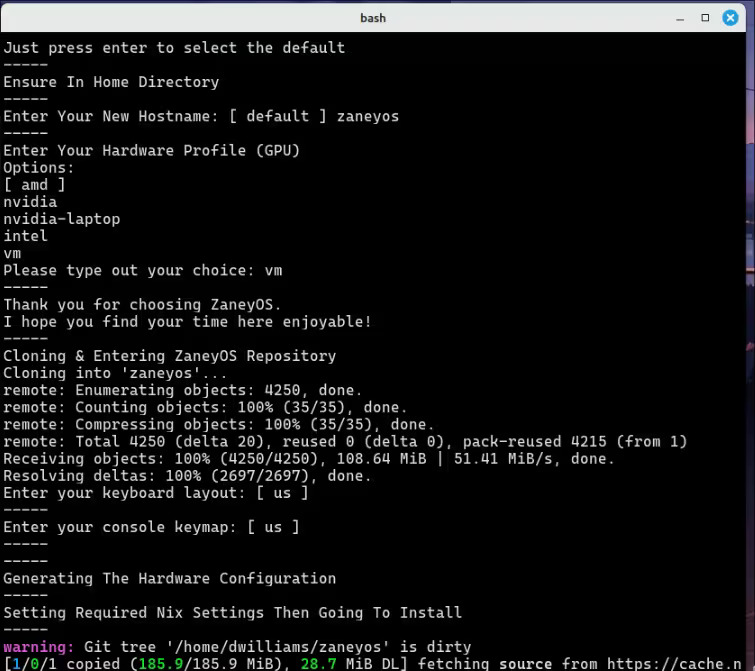 bash
Just press enter to select the default
-----
Ensure In Home Directory
-----
Enter Your New Hostname: [ default ] zaneyos
-----
Enter Your Hardware Profile (GPU)
Options:
[ amd ]
nvidia
nvidia-laptop
intel
vm
Please type out your choice: vm
-----
Thank you for choosing ZaneyOS.
I hope you find your time here enjoyable!
-----
Cloning & Entering ZaneyOS Repository
Cloning into 'zaneyos'...
remote: Enumerating objects: 4250, done.
remote: Counting objects: 100% (35/35), done.
remote: Compressing objects: 100% (35/35), done.
remote: Total 4250 (delta 20), reused 0 (delta 0), pack-reused 4215 (from 1)
Receiving objects: 100% (4250/4250), 108.64 MiB | 51.41 MiB/s, done.
Resolving deltas: 100% (2697/2697), done.
Enter your keyboard layout: [ us ]
-----
Enter your console keymap: [ us ]
-----
-----
Generating The Hardware Configuration
-----
Setting Required Nix Settings Then Going To Install
-----
warning: Git tree '/home/dwilliams/zaneyos' is dirty
[1/0/1 copied (185.9/185.9 MiB), 28.7 MiB DL] fetching source from https://cache.n